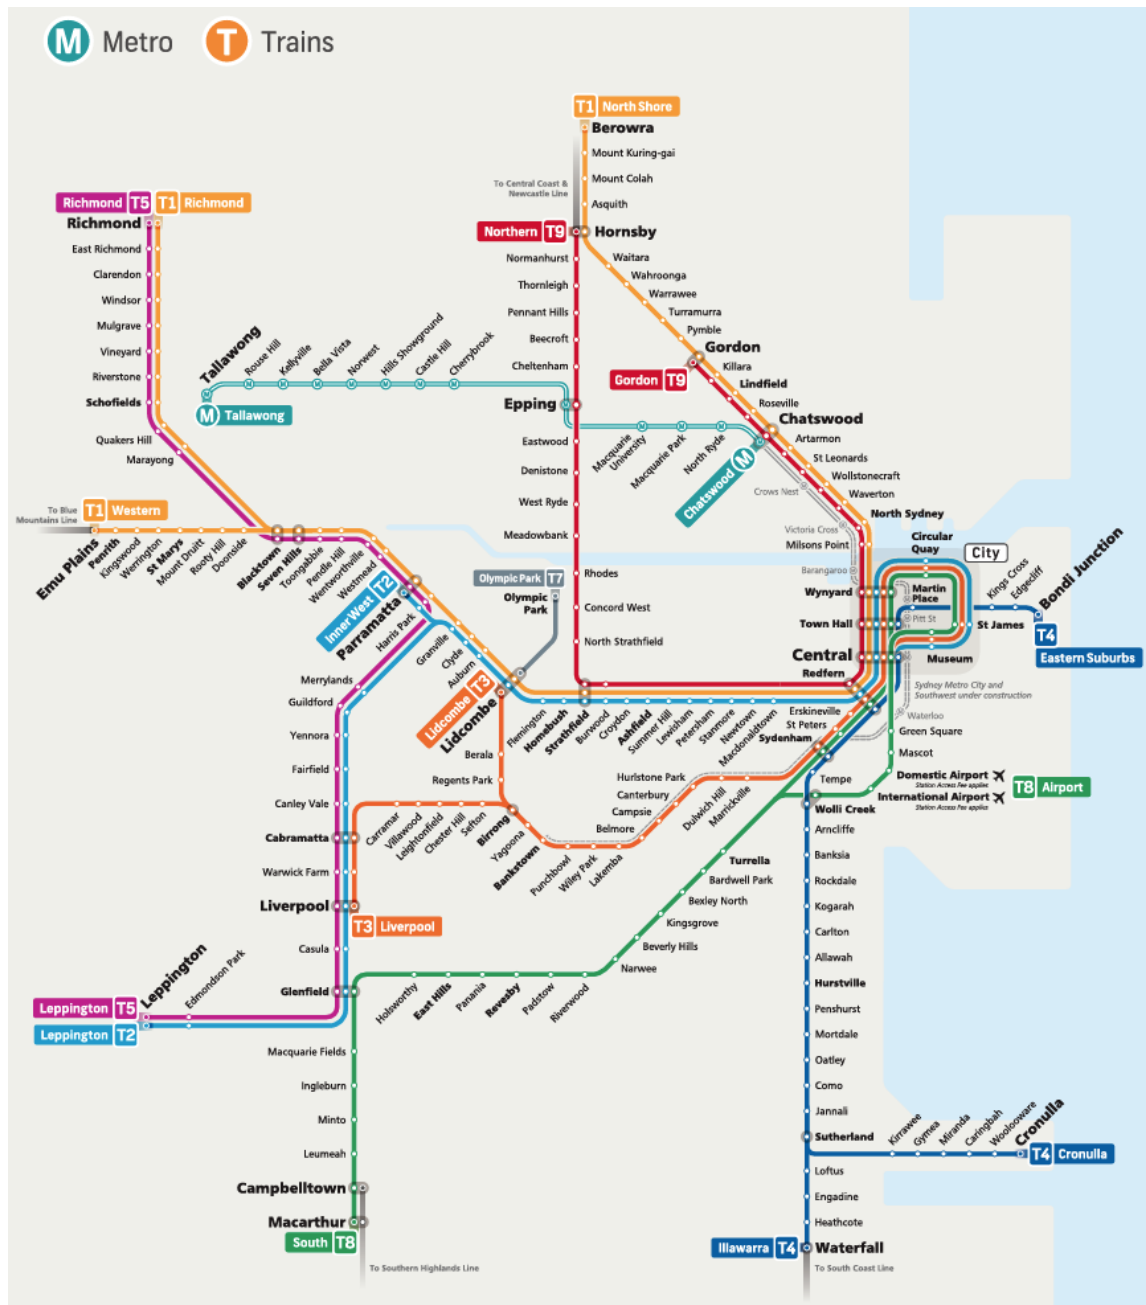 M Metro
T Trains
T1 North Shore
Berowra
Mount Kuring-gai
Mount Colah
Asquith
To Central Coast &
Newcastle Line
Northern T9
Hornsby
Normanhurst
Thornleigh
Pennant Hills
Beecroft
Cheltenham
Epping
Eastwood
Denistone
West Ryde
Meadowbank
Rhodes
Concord West
North Strathfield
Waitara
Wahroonga
Warrawee
Turramurra
Pymble
Gordon
Gordon T9
Killara
Lindfield
Roseville
Chatswood
Artarmon
St Leonards
Wollstonecraft
Waverton
North Sydney
Milsons Point
Crows Nest
Victoria Cross
Barangaroo
Richmond T5
T1 Richmond
Richmond
East Richmond
Clarendon
Windsor
Mulgrave
Vineyard
Riverstone
Schofields
Quakers Hill
Marayong
Tallawong
M Tallawong
Rouse Hill
Kellyville
Bella Vista
Norwest
Hills Showground
Castle Hill
Cherrybrook
Macquarie
University
Macquarie Park
North Ryde
Chatswood M
To Blue
Mountains Line
T1 Western
Emu Plains
Penrith
Kingswood
Werrington
St Marys
Mount Druitt
Rooty Hill
Doonside
Blacktown
Seven Hills
Toongabbie
Pendle Hill
Wentworthville
Westmead
Inner West T2
Parramatta
Harris Park
Granville
Clyde
Auburn
Lidcombe T3
Lidcombe
Olympic Park T7
Olympic
Park
Flemington
Homebush
Strathfield
Burwood
Croydon
Ashfield
Summer Hill
Lewisham
Petersham
Stanmore
Newtown
Macdonaldtown
Redfern
Central
Town Hall
Wynyard
Circular
Quay
City
Martin
Place
Pitt St
St James
Museum
Kings Cross
Edgecliff
Bondi Junction
T4
Eastern Suburbs
Sydney Metro City and
Southwest under construction
Waterloo
Green Square
Mascot
Domestic Airport
Station Access Fee applies
International Airport
Station Access Fee applies
T8 Airport
Erskineville
St Peters
Sydenham
Tempe
Wolli Creek
Arncliffe
Banksia
Rockdale
Kogarah
Carlton
Allawah
Hurstville
Penshurst
Mortdale
Oatley
Como
Jannali
Sutherland
Loftus
Engadine
Heathcote
Illawarra T4
Waterfall
To South Coast Line
Kirrawee
Gymea
Miranda
Caringbah
Woolooware
Cronulla
T4 Cronulla
Merrylands
Guildford
Yennora
Fairfield
Canley Vale
Cabramatta
Warwick Farm
Liverpool
T3 Liverpool
Casula
Glenfield
Leppington
Edmondson Park
Leppington T5
Leppington T2
Berala
Regents Park
Carramar
Villawood
Leightonfield
Chester Hill
Sefton
Birrong
Yagoona
Bankstown
Punchbowl
Wiley Park
Lakemba
Belmore
Campsie
Canterbury
Hurlstone Park
Dulwich Hill
Marrickville
Turrella
Bardwell Park
Bexley North
Kingsgrove
Beverly Hills
Narwee
Riverwood
Padstow
Revesby
Panania
East Hills
Holsworthy
Macquarie Fields
Ingleburn
Minto
Leumeah
Campbelltown
Macarthur
South T8
To Southern Highlands Line